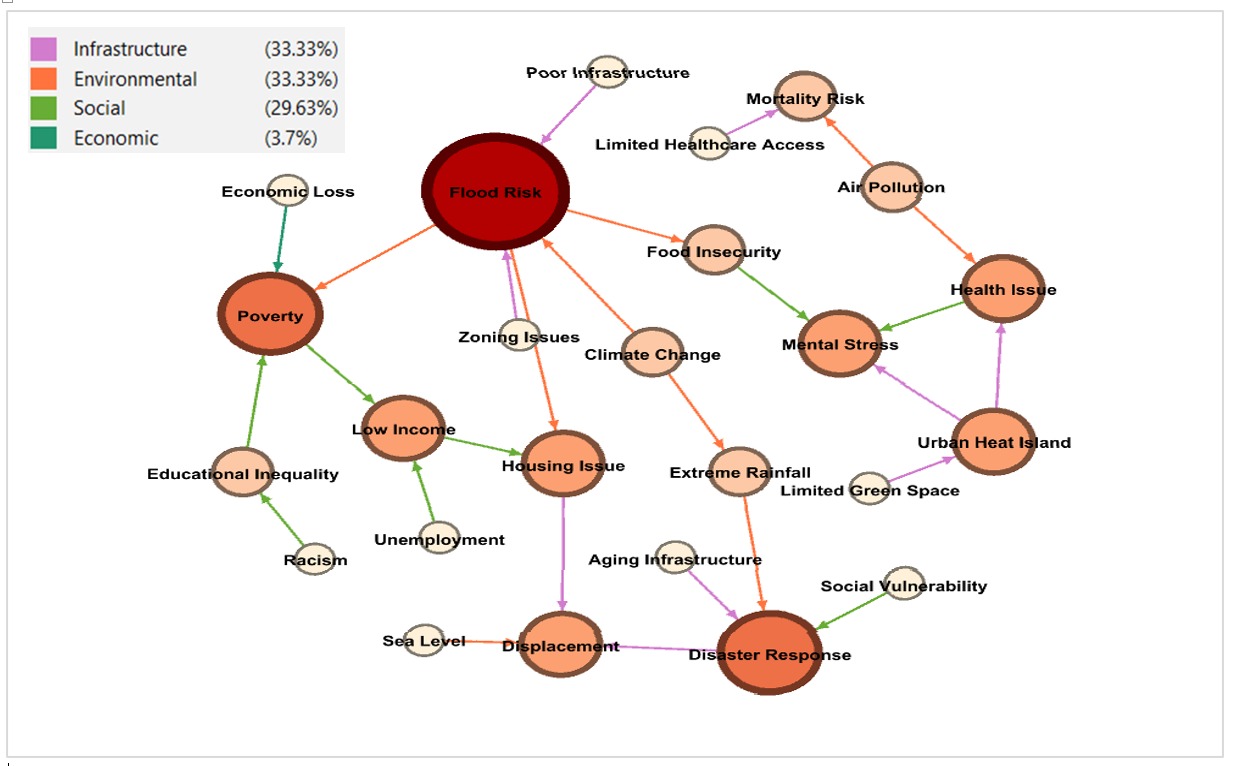 Infrastructure (33.33%)
Environmental (33.33%)
Social (29.63%)
Economic (3.7%)
Poor Infrastructure
Mortality Risk
Limited Healthcare Access
Air Pollution
Flood Risk
Economic Loss
Food Insecurity
Health Issue
Poverty
Zoning Issues
Climate Change
Mental Stress
Low Income
Urban Heat Island
Housing Issue
Educational Inequality
Extreme Rainfall
Limited Green Space
Unemployment
Racism
Aging Infrastructure
Social Vulnerability
Sea Level
Displacement
Disaster Response